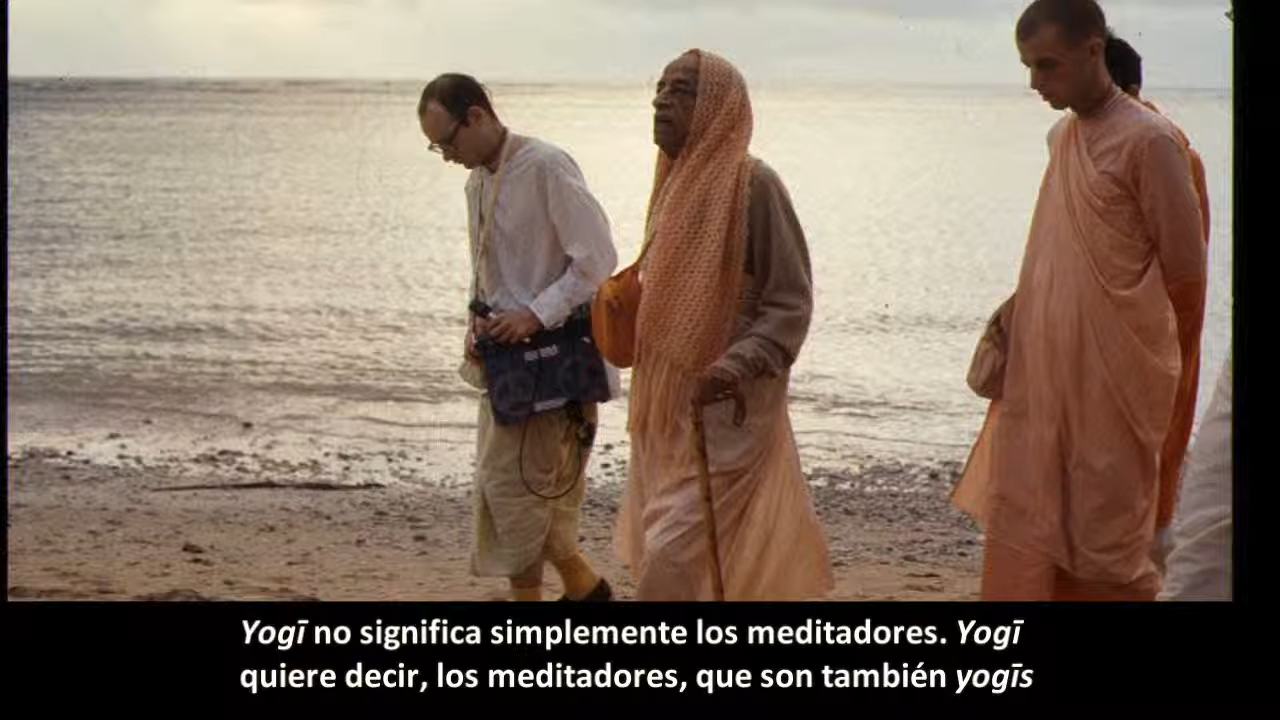 Yogī no significa simplemente los meditadores. Yogī
quiere decir, los meditadores, que son también yogīs